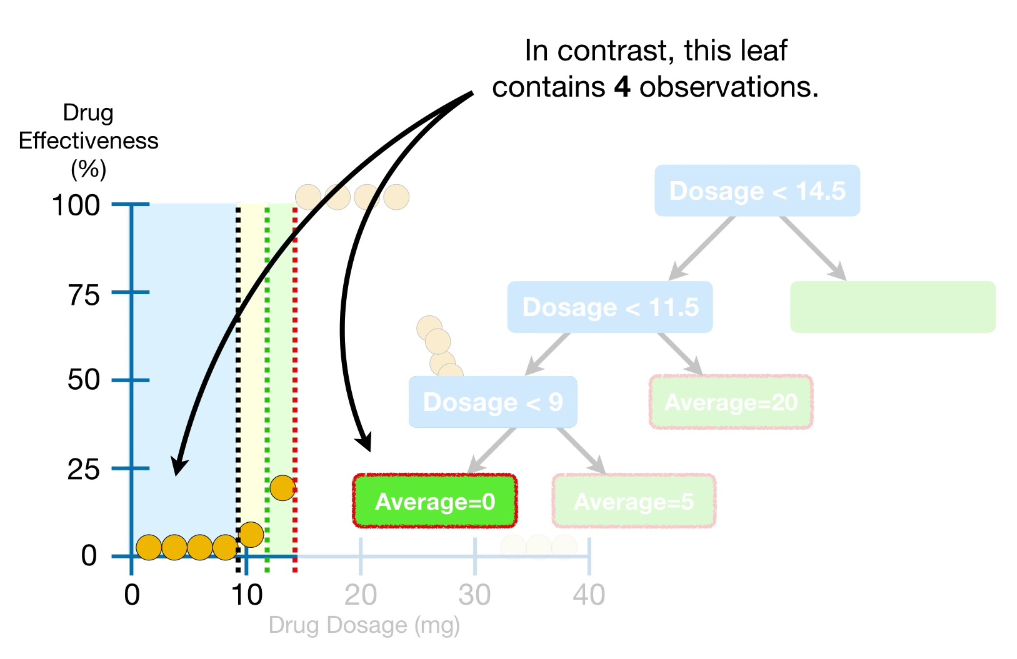 In contrast, this leaf
contains 4 observations.
Drug
Effectiveness
(%)
100
75
50
25
0
0
10
20
30
40
Drug Dosage (mg)
Dosage < 14.5
Dosage < 11.5
Dosage < 9
Average=20
Average=0
Average=5